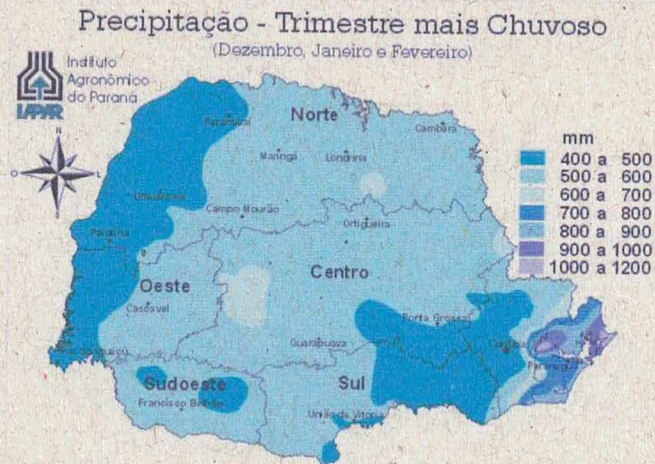 Precipitação - Trimestre mais Chuvoso
(Dezembro, Janeiro e Fevereiro)
Instituto
Agronômico
do Paraná
IAPAR
N
O
L
S
mm
400 a 500
500 a 600
600 a 700
700 a 800
800 a 900
900 a 1000
1000 a 1200
Norte
Paranavaí
Cambará
Maringá
Londrina
Umuarama
Campo Mourão
Ortigueira
Palotina
Oeste
Centro
Cascavel
Ponta Grossa
Guarapuava
Curitiba
Sudoeste
Sul
Francisco Beltrão
União da Vitória